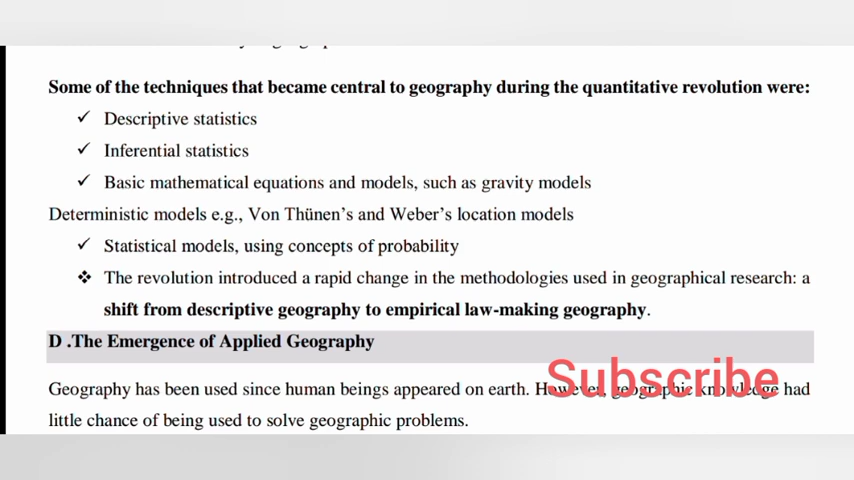 Some of the techniques that became central to geography during the quantitative revolution were:
✓ Descriptive statistics
✓ Inferential statistics
✓ Basic mathematical equations and models, such as gravity models
Deterministic models e.g., Von Thünen’s and Weber’s location models
✓ Statistical models, using concepts of probability
❖ The revolution introduced a rapid change in the methodologies used in geographical research: a
shift from descriptive geography to empirical law-making geography.
D .The Emergence of Applied Geography
Geography has been used since human beings appeared on earth. However, geographic knowledge had
Subscribe
little chance of being used to solve geographic problems.